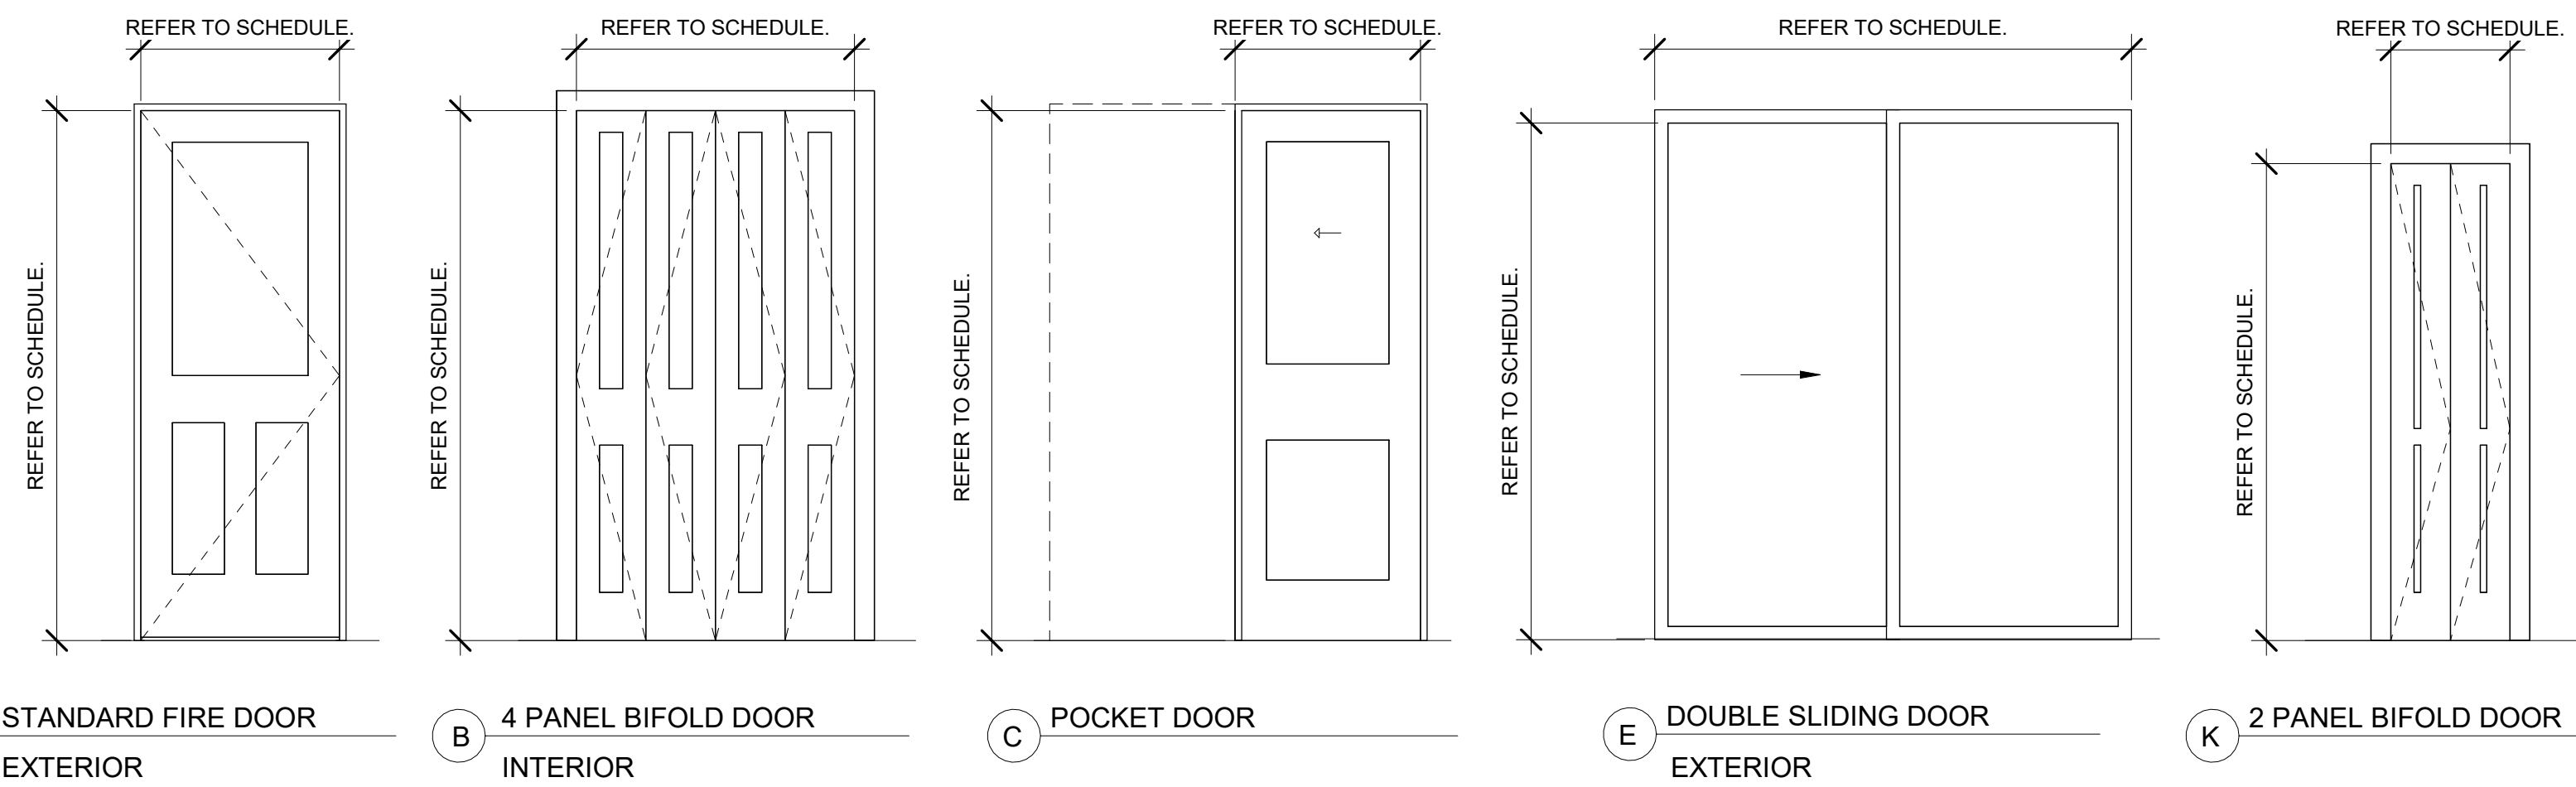 REFER TO SCHEDULE.
REFER TO SCHEDULE.
STANDARD FIRE DOOR
EXTERIOR
REFER TO SCHEDULE.
REFER TO SCHEDULE.
B
4 PANEL BIFOLD DOOR
INTERIOR
REFER TO SCHEDULE.
REFER TO SCHEDULE.
C
POCKET DOOR
REFER TO SCHEDULE.
REFER TO SCHEDULE.
E
DOUBLE SLIDING DOOR
EXTERIOR
REFER TO SCHEDULE.
REFER TO SCHEDULE.
K
2 PANEL BIFOLD DOOR